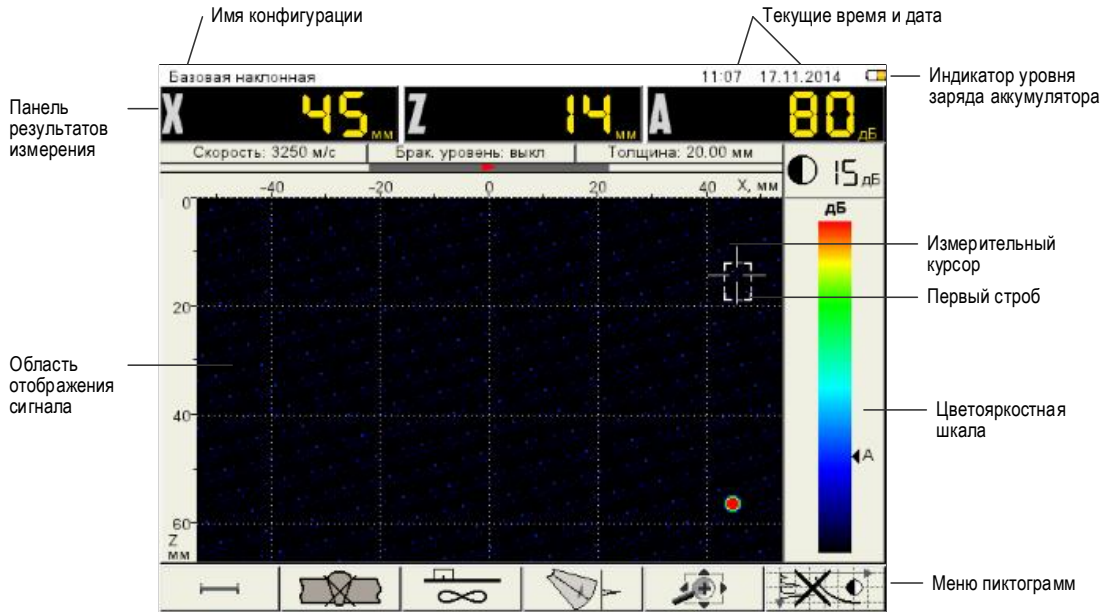 Имя конфигурации
Текущие время и дата
Базовая наклонная
11:07 17.11.2014
Индикатор уровня
заряда аккумулятора
Панель
результатов
измерения
X 45 мм Z 14 мм A 80 дБ
Скорость: 3250 м/с Брак. уровень: выкл Толщина: 20.00 мм
15 дБ
-40 -20 0 20 40 X, мм
дБ
0
Измерительный
курсор
Первый строб
20
Область
отображения
сигнала
40
Цветояркостная
шкала
A
60
Z
мм
Меню пиктограмм